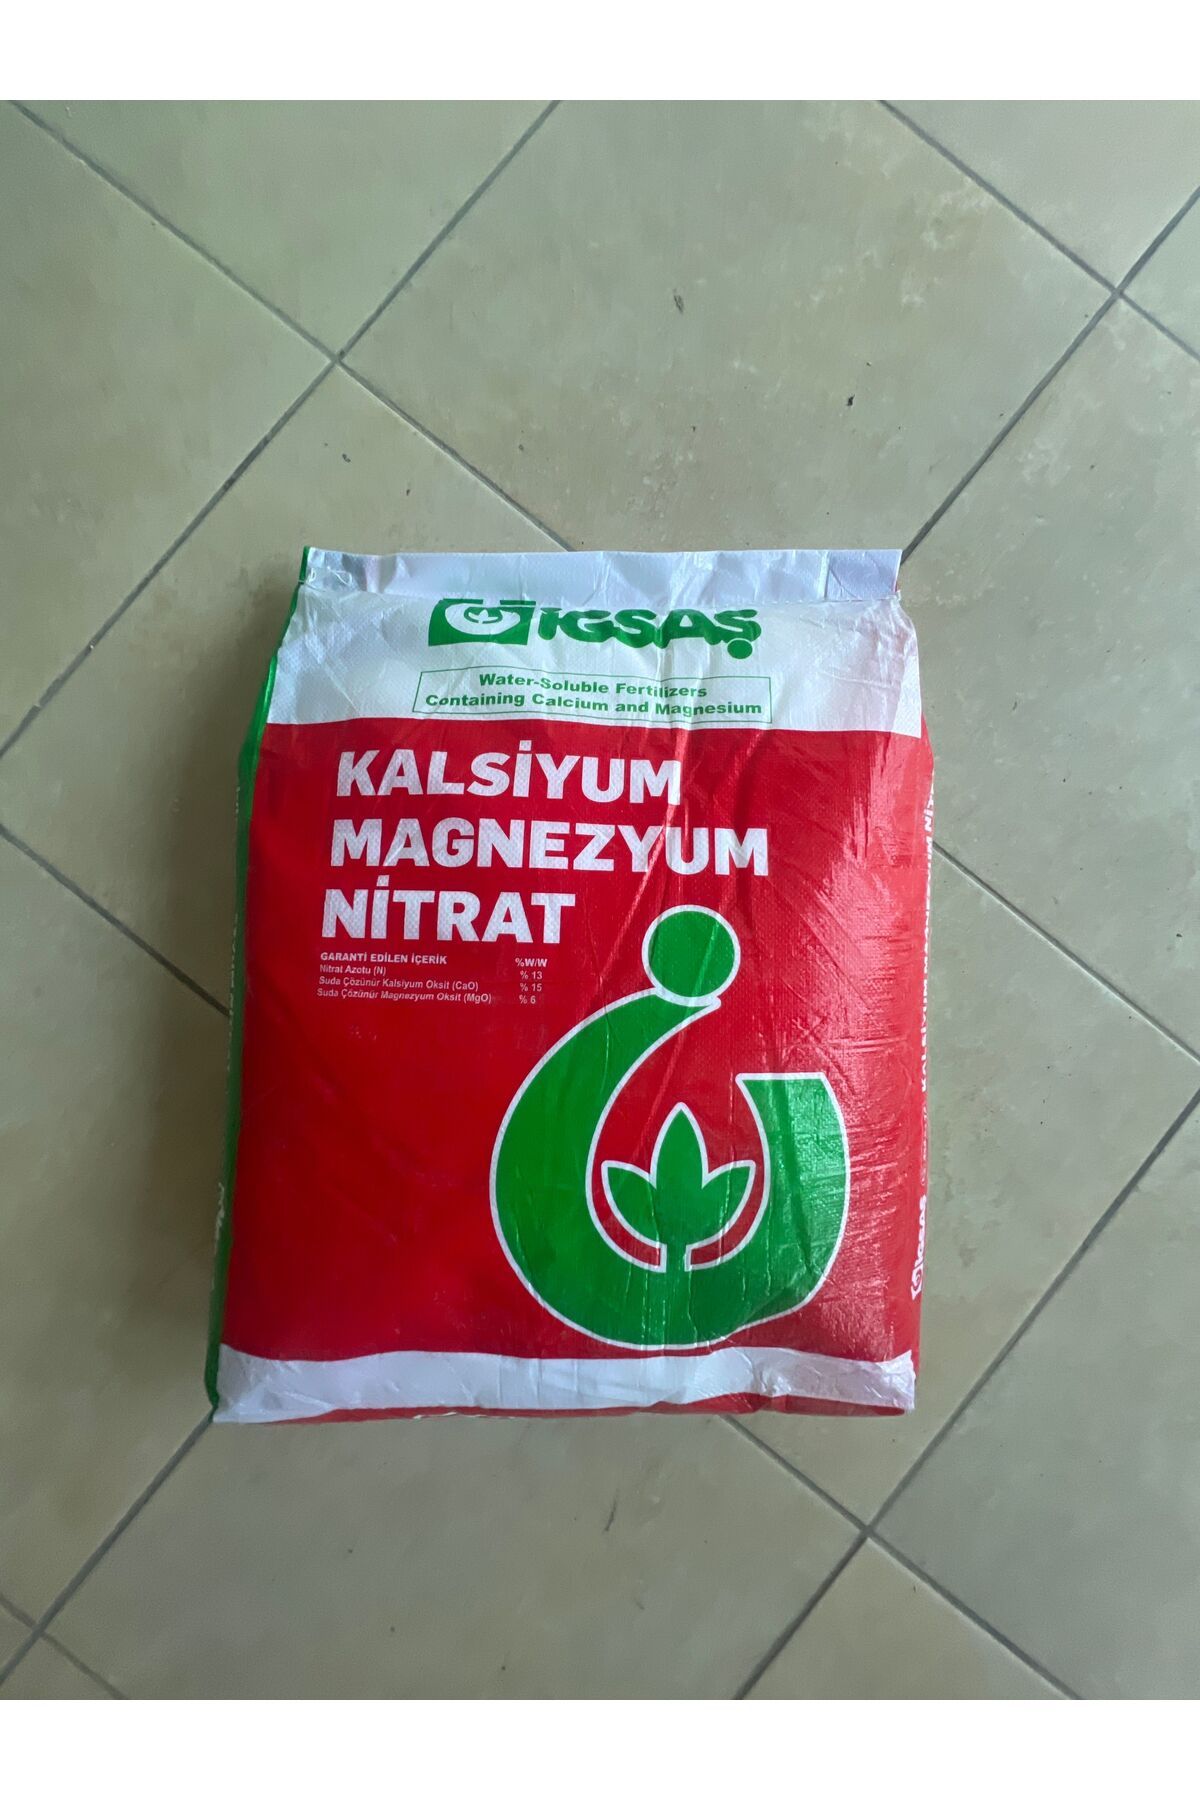 İGSAŞ
Water-Soluble Fertilizers
Containing Calcium and Magnesium
KALSİYUM
MAGNEZYUM
NİTRAT
GARANTİ EDİLEN İÇERİK %W/W
Nitrat Azotu (N) % 13
Suda Çözünür Kalsiyum Oksit (CaO) % 15
Suda Çözünür Magnezyum Oksit (MgO) % 6
İGSAŞ